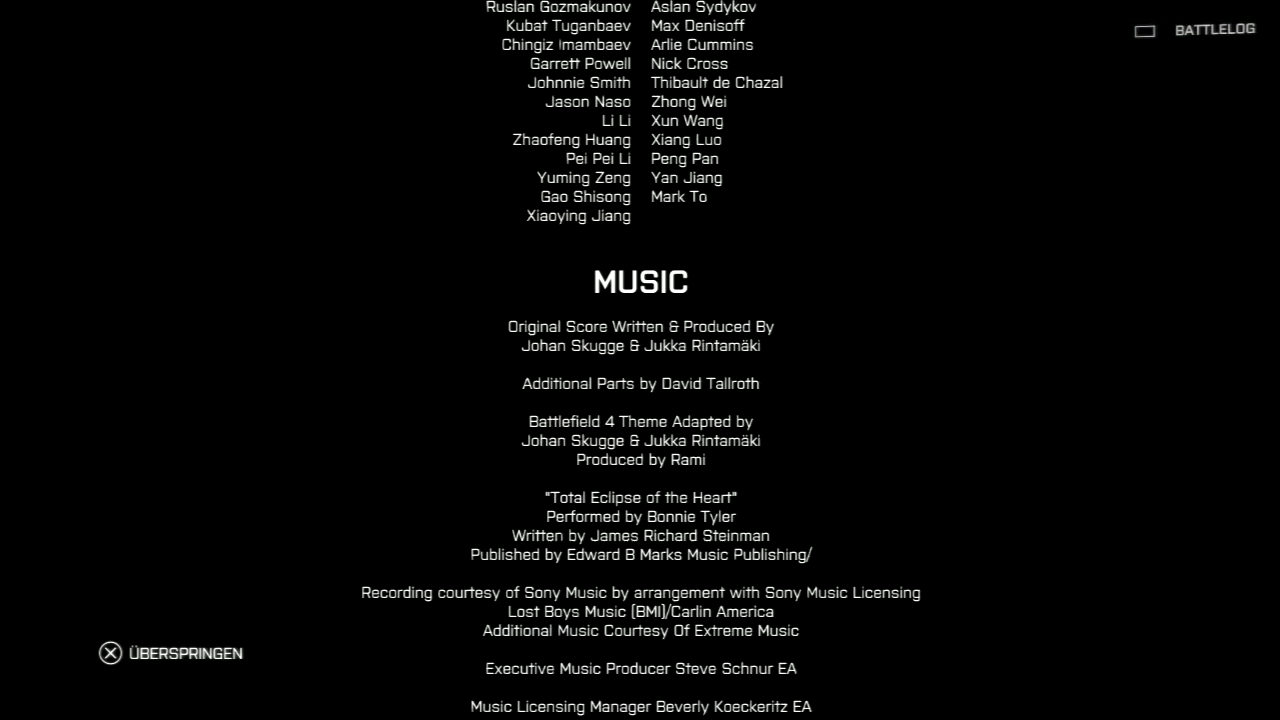 Ruslan Gozmakunov Aslan Sydykov
Kubat Tuganbaev Max Denisoff
Chingiz Imambaev Arlie Cummins
Garrett Powell Nick Cross
Johnnie Smith Thibault de Chazal
Jason Naso Zhong Wei
Li Li Xun Wang
Zhaofeng Huang Xiang Luo
Pei Pei Li Peng Pan
Yuming Zeng Yan Jiang
Gao Shisong Mark To
Xiaoying Jiang
BATTLELOG
MUSIC
Original Score Written & Produced By
Johan Skugge & Jukka Rintamäki
Additional Parts by David Tallroth
Battlefield 4 Theme Adapted by
Johan Skugge & Jukka Rintamäki
Produced by Rami
"Total Eclipse of the Heart"
Performed by Bonnie Tyler
Written by James Richard Steinman
Published by Edward B Marks Music Publishing/
Recording courtesy of Sony Music by arrangement with Sony Music Licensing
Lost Boys Music (BMI)/Carlin America
Additional Music Courtesy Of Extreme Music
Executive Music Producer Steve Schnur EA
Music Licensing Manager Beverly Koeckeritz EA
ÜBERSPRINGEN